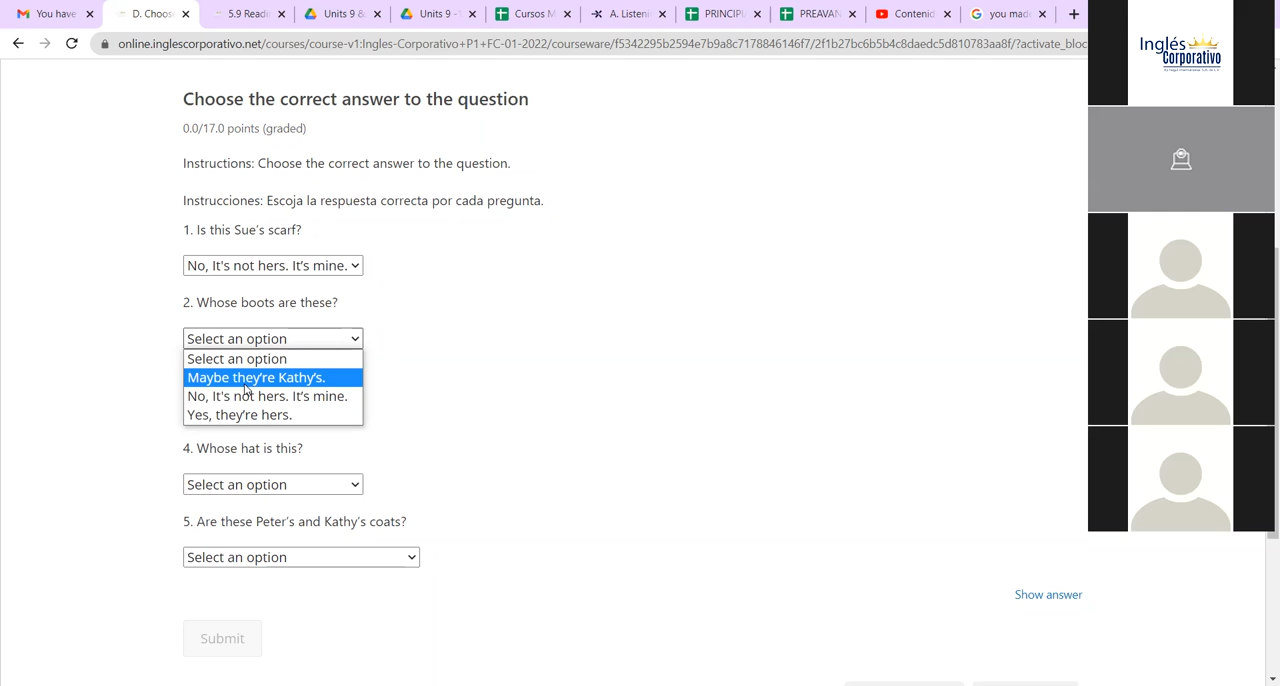 You have
D. Choose
5.9 Readi
Units 9 &
Units 9 -
Cursos M
A. Listeni
PRINCIPI
PREAVAN
Contenid
you made
online.inglescorporativo.net/courses/course-v1:Ingles-Corporativo+P1+FC-01-2022/courseware/f5342295b2594e7b9a8c7178846146f7/2f1b27bc6b5b4c8daedc5d810783aa8f/?activate_bloc
Inglés
Corporativo
Choose the correct answer to the question
0.0/17.0 points (graded)
Instructions: Choose the correct answer to the question.
Instrucciones: Escoja la respuesta correcta por cada pregunta.
1. Is this Sue's scarf?
No, It's not hers. It's mine.
2. Whose boots are these?
Select an option
Select an option
Maybe they're Kathy's.
No, It's not hers. It's mine.
Yes, they're hers.
4. Whose hat is this?
Select an option
5. Are these Peter's and Kathy's coats?
Select an option
Show answer
Submit